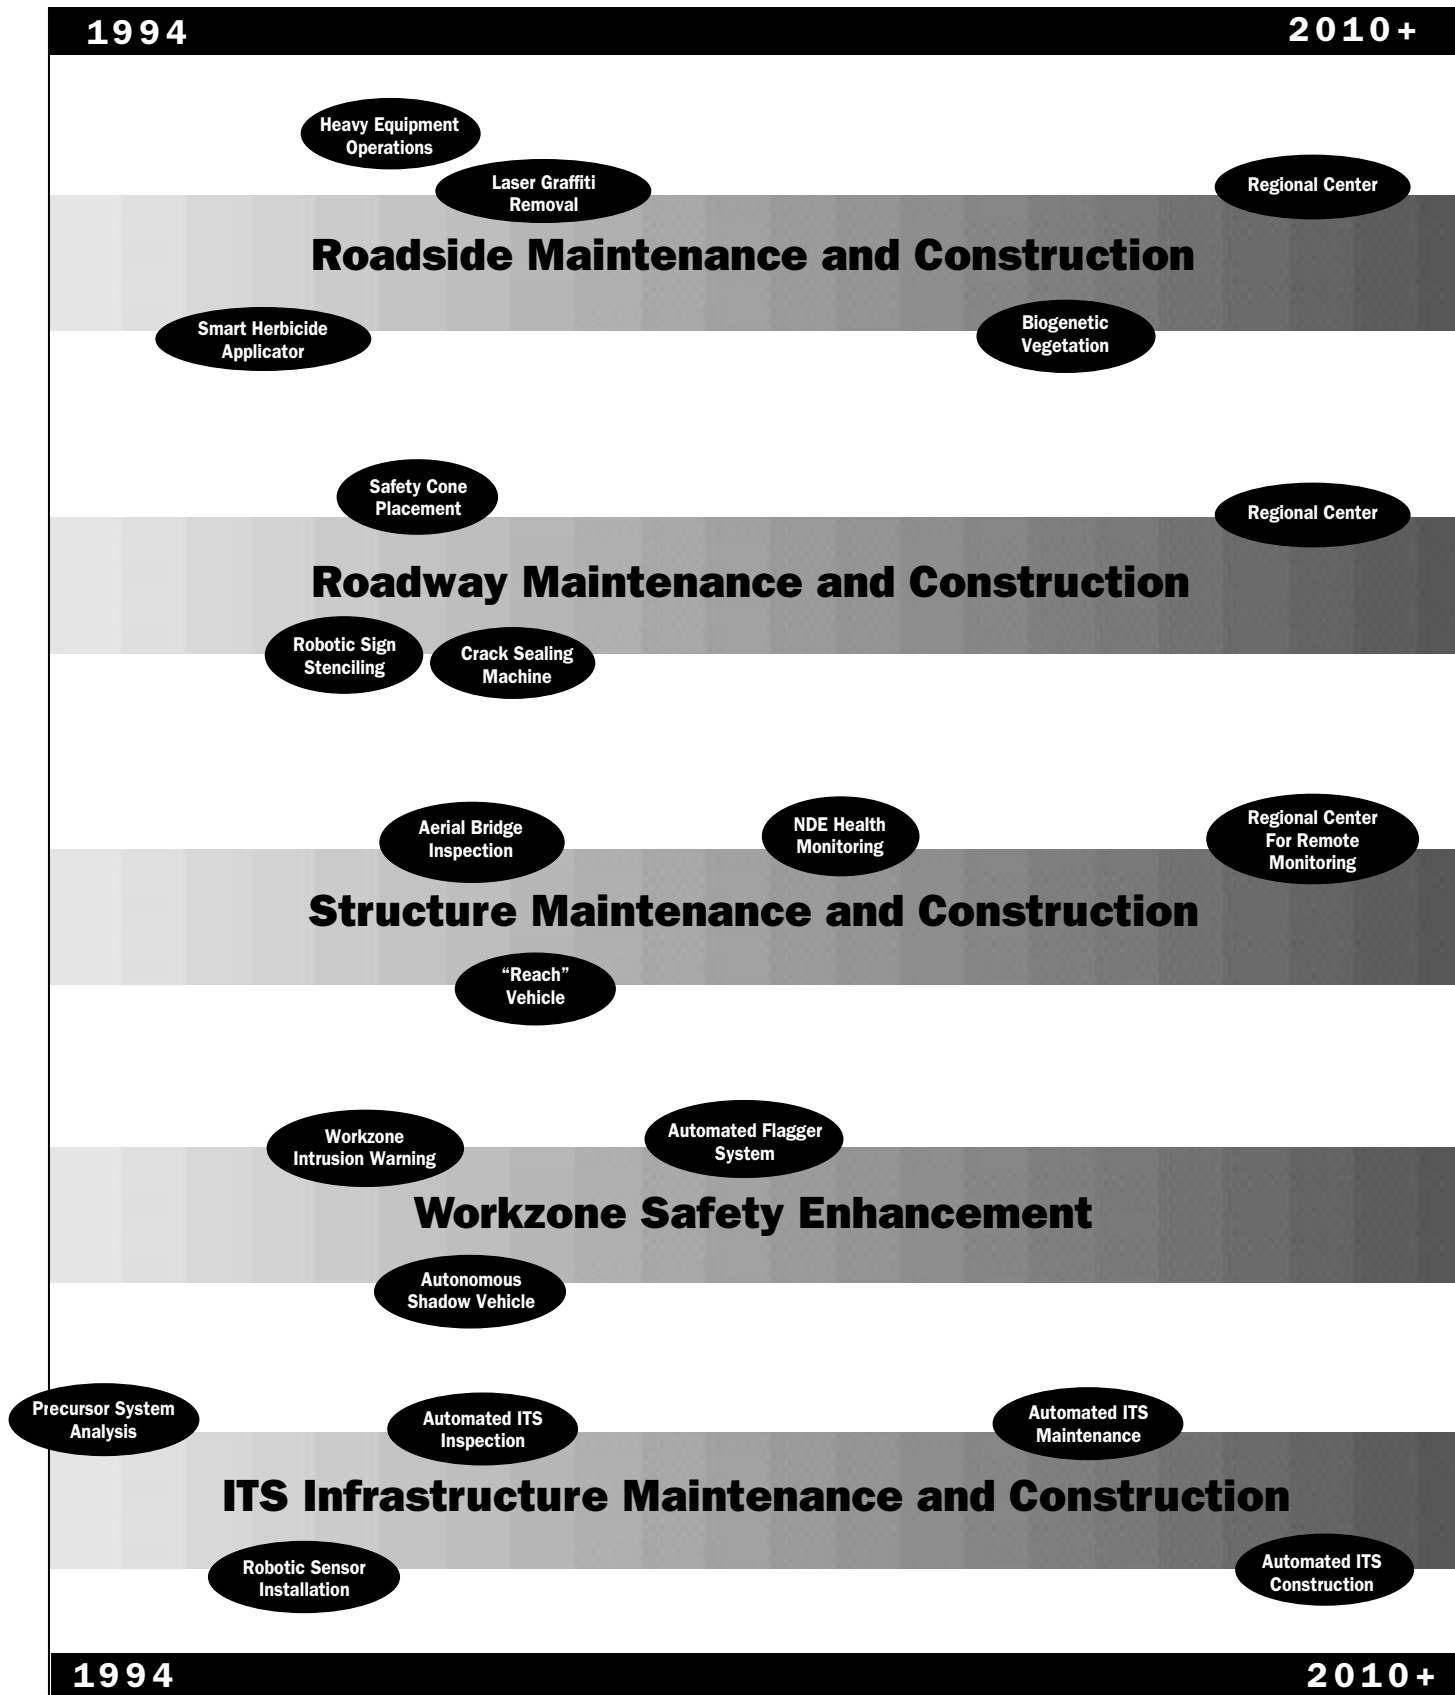 1994
2010+
Heavy Equipment
Operations
Laser Graffiti
Removal
Regional Center
Roadside Maintenance and Construction
Smart Herbicide
Applicator
Biogenetic
Vegetation
Safety Cone
Placement
Regional Center
Roadway Maintenance and Construction
Robotic Sign
Stenciling
Crack Sealing
Machine
Aerial Bridge
Inspection
NDE Health
Monitoring
Regional Center
For Remote
Monitoring
Structure Maintenance and Construction
“Reach”
Vehicle
Workzone
Intrusion Warning
Automated Flagger
System
Workzone Safety Enhancement
Autonomous
Shadow Vehicle
Precursor System
Analysis
Automated ITS
Inspection
Automated ITS
Maintenance
ITS Infrastructure Maintenance and Construction
Robotic Sensor
Installation
Automated ITS
Construction
1994
2010+